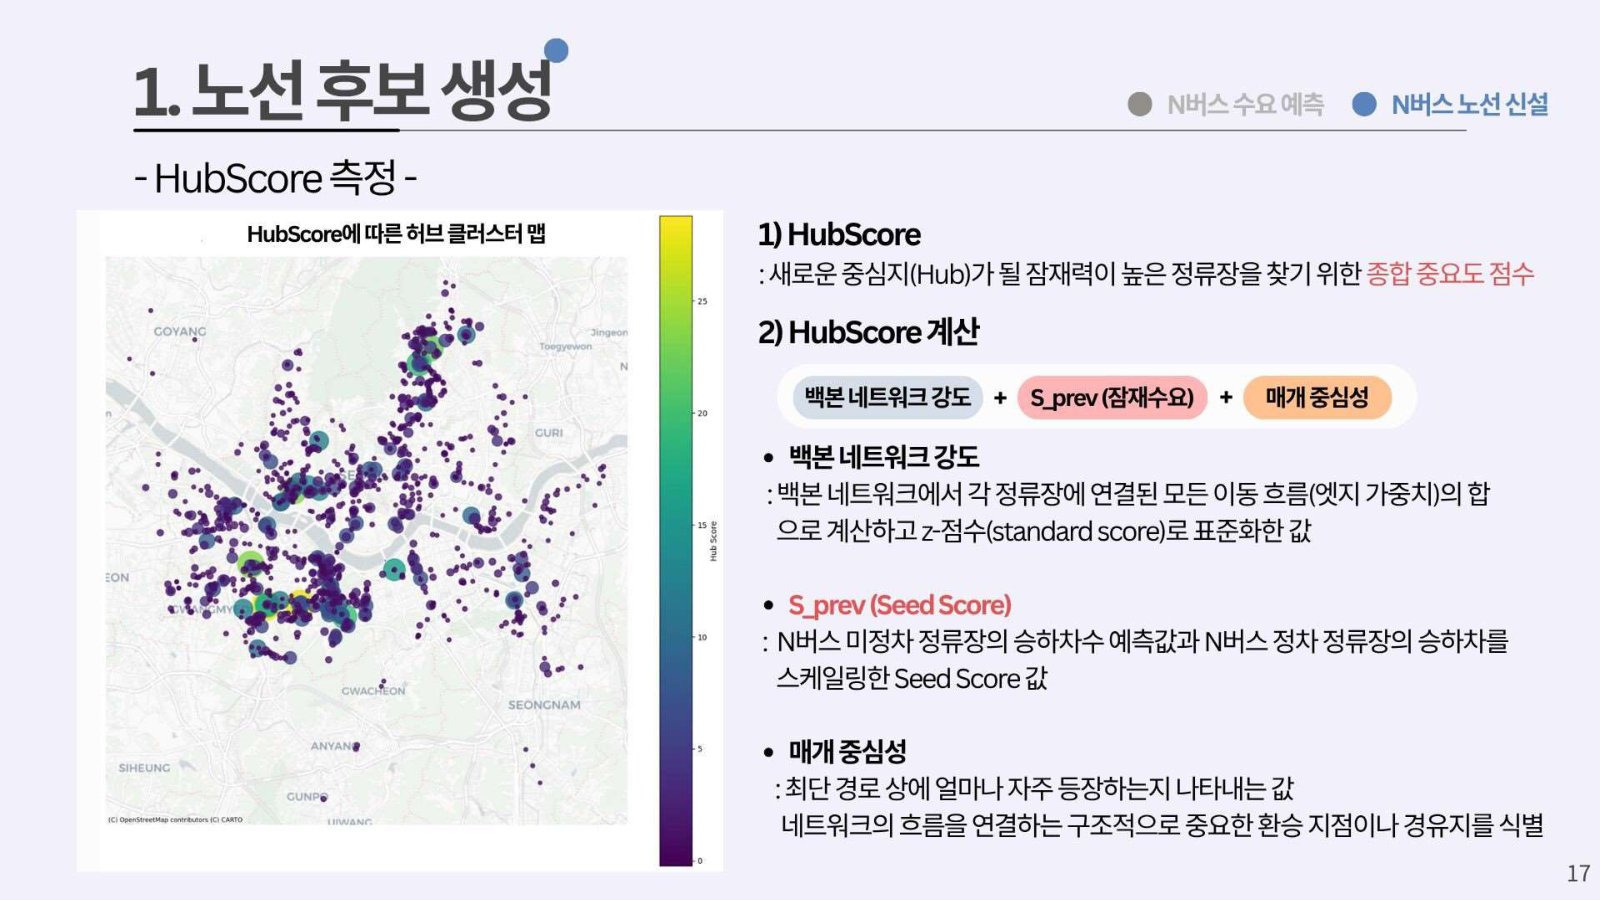 1. 노선 후보 생성
N버스 수요 예측
N버스 노선 신설
- HubScore 측정 -
HubScore에 따른 허브 클러스터 맵
GOYANG
Jingeon
Toegyewon
GURI
GWACHEON
SEONGNAM
ANYANG
SIHEUNG
GUNPO
UIWANG
(C) OpenStreetMap contributors (C) CARTO
25
20
15
10
5
0
Hub Score
1) HubScore
: 새로운 중심지(Hub)가 될 잠재력이 높은 정류장을 찾기 위한 종합 중요도 점수
2) HubScore 계산
백본 네트워크 강도 + S_prev (잠재수요) + 매개 중심성
• 백본 네트워크 강도
: 백본 네트워크에서 각 정류장에 연결된 모든 이동 흐름(엣지 가중치)의 합
으로 계산하고 z-점수(standard score)로 표준화한 값
• S_prev (Seed Score)
: N버스 미정차 정류장의 승하차수 예측값과 N버스 정차 정류장의 승하차를
스케일링한 Seed Score 값
• 매개 중심성
: 최단 경로 상에 얼마나 자주 등장하는지 나타내는 값
네트워크의 흐름을 연결하는 구조적으로 중요한 환승 지점이나 경유지를 식별
17